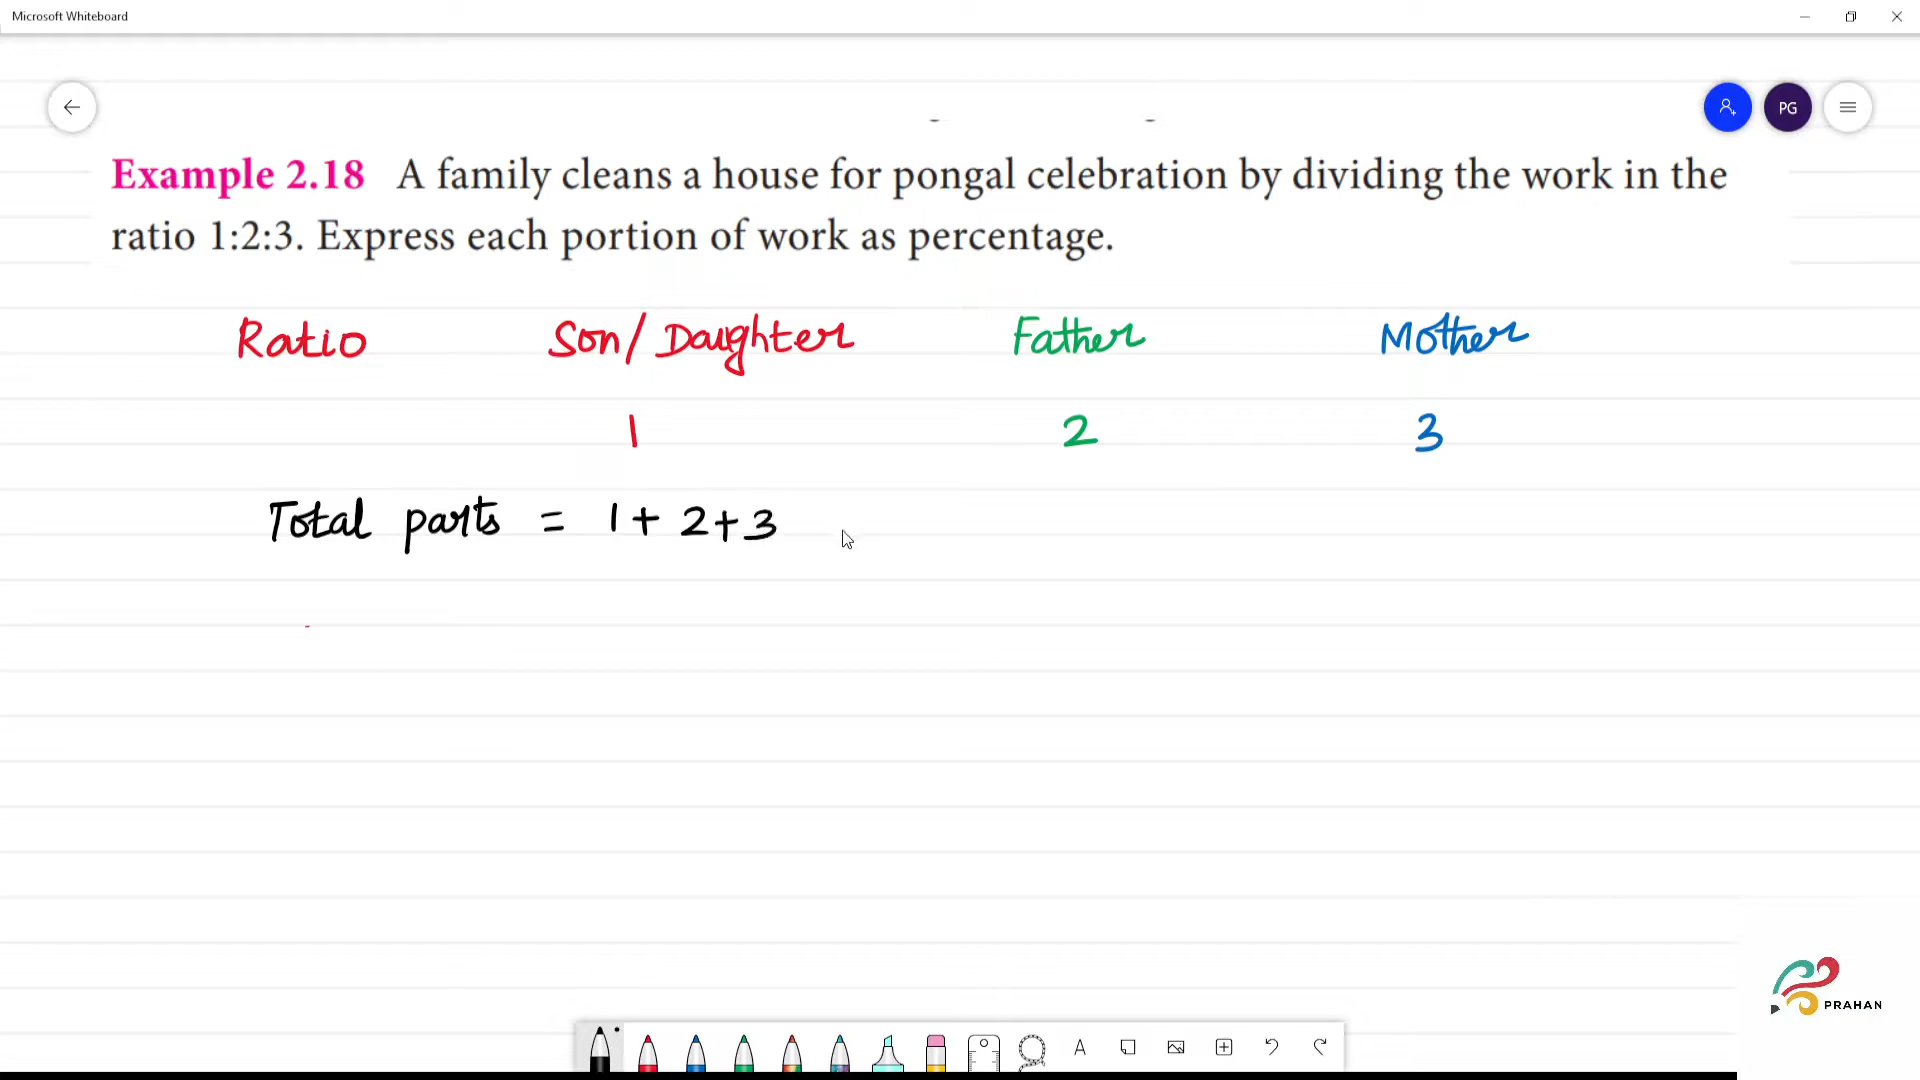 Microsoft Whiteboard
PG
Example 2.18 A family cleans a house for pongal celebration by dividing the work in the
ratio 1:2:3. Express each portion of work as percentage.
Ratio Son/Daughter Father Mother
1 2 3
Total parts = 1+ 2+3
PRAHAN
A